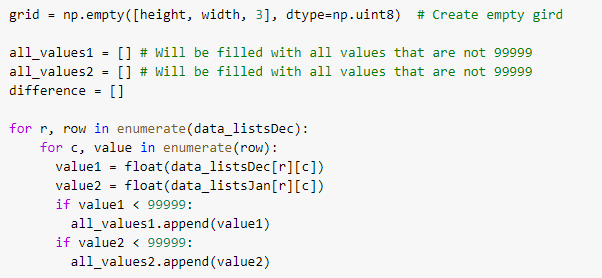 grid = np.empty([height, width, 3], dtype=np.uint8)  # Create empty gird

all_values1 = [] # Will be filled with all values that are not 99999
all_values2 = [] # Will be filled with all values that are not 99999
difference = []

for r, row in enumerate(data_listsDec):
    for c, value in enumerate(row):
      value1 = float(data_listsDec[r][c])
      value2 = float(data_listsJan[r][c])
      if value1 < 99999:
        all_values1.append(value1)
      if value2 < 99999:
        all_values2.append(value2)